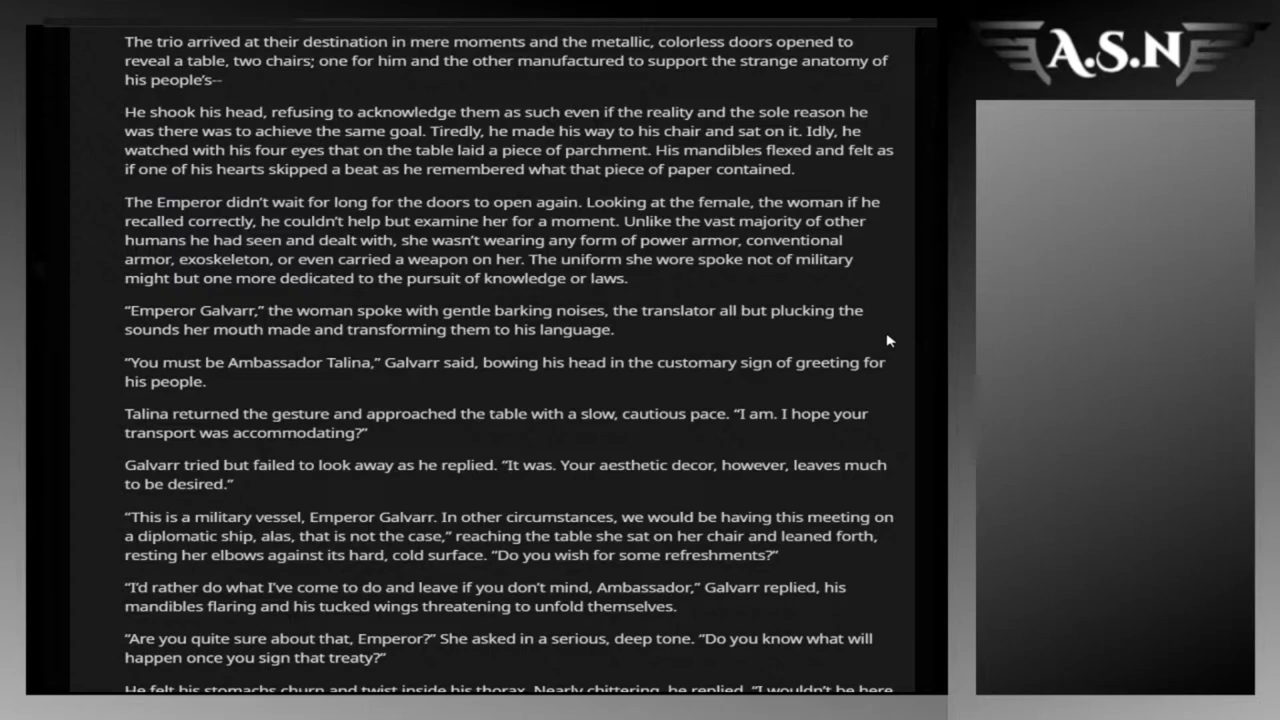 The trio arrived at their destination in mere moments and the metallic, colorless doors opened to
reveal a table, two chairs; one for him and the other manufactured to support the strange anatomy of
his people’s--
He shook his head, refusing to acknowledge them as such even if the reality and the sole reason he
was there was to achieve the same goal. Tiredly, he made his way to his chair and sat on it. Idly, he
watched with his four eyes that on the table laid a piece of parchment. His mandibles flexed and felt as
if one of his hearts skipped a beat as he remembered what that piece of paper contained.
The Emperor didn’t wait for long for the doors to open again. Looking at the female, the woman if he
recalled correctly, he couldn’t help but examine her for a moment. Unlike the vast majority of other
humans he had seen and dealt with, she wasn’t wearing any form of power armor, conventional
armor, exoskeleton, or even carried a weapon on her. The uniform she wore spoke not of military
might but one more dedicated to the pursuit of knowledge or laws.
“Emperor Galvarr,” the woman spoke with gentle barking noises, the translator all but plucking the
sounds her mouth made and transforming them to his language.
“You must be Ambassador Talina,” Galvarr said, bowing his head in the customary sign of greeting for
his people.
Talina returned the gesture and approached the table with a slow, cautious pace. “I am. I hope your
transport was accommodating?”
Galvarr tried but failed to look away as he replied. “It was. Your aesthetic decor, however, leaves much
to be desired.”
“This is a military vessel, Emperor Galvarr. In other circumstances, we would be having this meeting on
a diplomatic ship, alas, that is not the case,” reaching the table she sat on her chair and leaned forth,
resting her elbows against its hard, cold surface. “Do you wish for some refreshments?”
“I’d rather do what I’ve come to do and leave if you don’t mind, Ambassador,” Galvarr replied, his
mandibles flaring and his tucked wings threatening to unfold themselves.
“Are you quite sure about that, Emperor?” She asked in a serious, deep tone. “Do you know what will
happen once you sign that treaty?”
He felt his stomachs churn and twist inside his thorax. Nearly chittering, he replied, “I wouldn’t be here
A.S.N